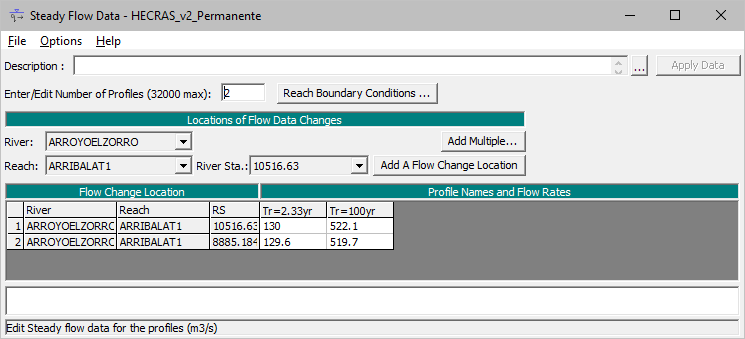 Steady Flow Data - HECRAS_v2_Permanente
File Options Help
Description : ... Apply Data
Enter/Edit Number of Profiles (32000 max): 2 Reach Boundary Conditions ...
Locations of Flow Data Changes
River: ARROYOELZORRO Add Multiple...
Reach: ARRIBALAT1 River Sta.: 10516.63 Add A Flow Change Location
Flow Change Location Profile Names and Flow Rates
River Reach RS Tr=2.33yr Tr=100yr
1 ARROYOELZORRO ARRIBALAT1 10516.63 130 522.1
2 ARROYOELZORRO ARRIBALAT1 8885.184 129.6 519.7
Edit Steady flow data for the profiles (m3/s)